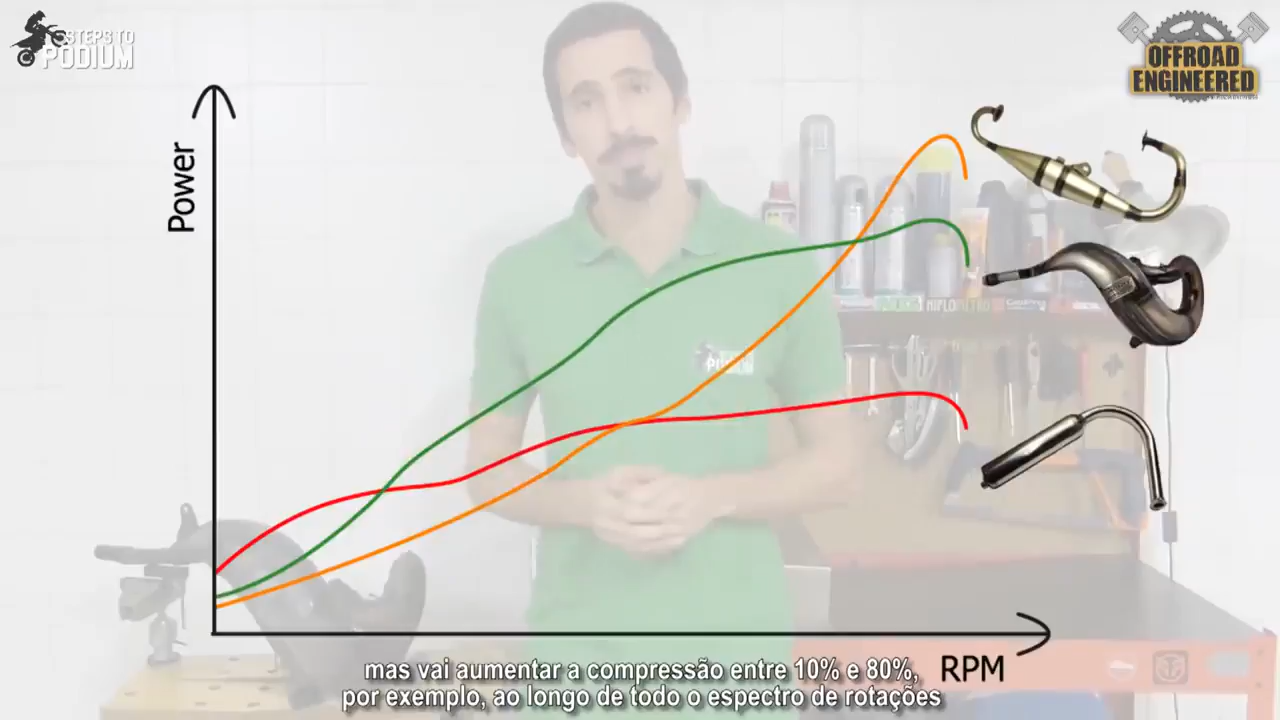 STEPS TO
PODIUM
OFFROAD
ENGINEERED
Power
mas vai aumentar a compressão entre 10% e 80%,
por exemplo, ao longo de todo o espectro de rotações
RPM